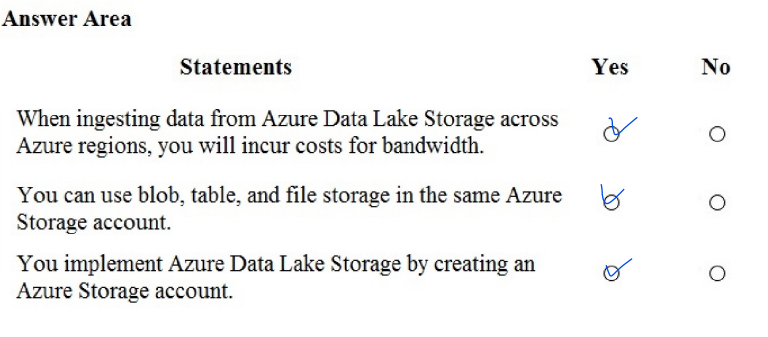 Answer Area
Statements Yes No
When ingesting data from Azure Data Lake Storage across
Azure regions, you will incur costs for bandwidth.
You can use blob, table, and file storage in the same Azure
Storage account.
You implement Azure Data Lake Storage by creating an
Azure Storage account.